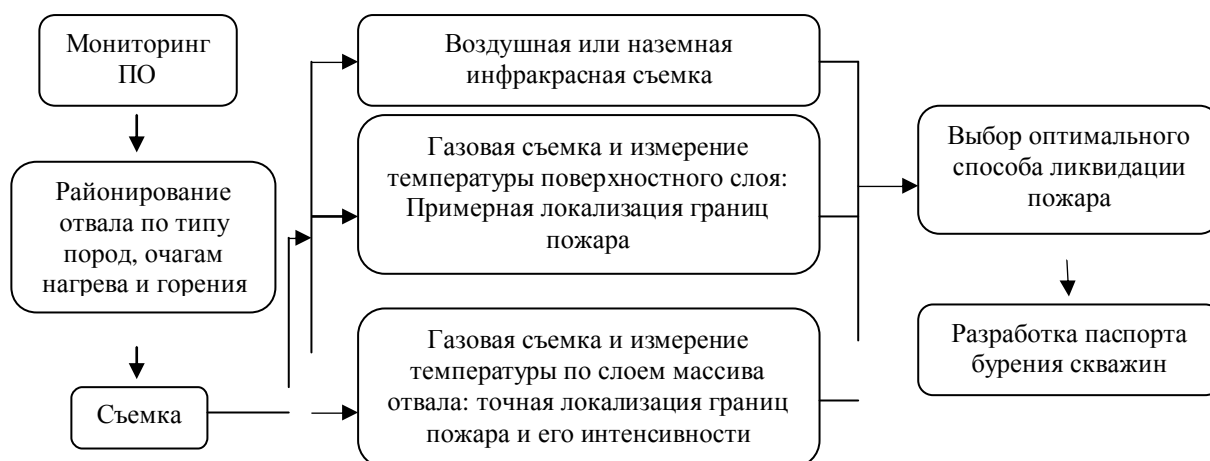 Мониторинг
ПО
Районирование
отвала по типу
пород, очагам
нагрева и горения
Съемка
Воздушная или наземная
инфракрасная съемка
Газовая съемка и измерение
температуры поверхностного слоя:
Примерная локализация границ
пожара
Газовая съемка и измерение
температуры по слоем массива
отвала: точная локализация границ
пожара и его интенсивности
Выбор оптимального
способа ликвидации
пожара
Разработка паспорта
бурения скважин